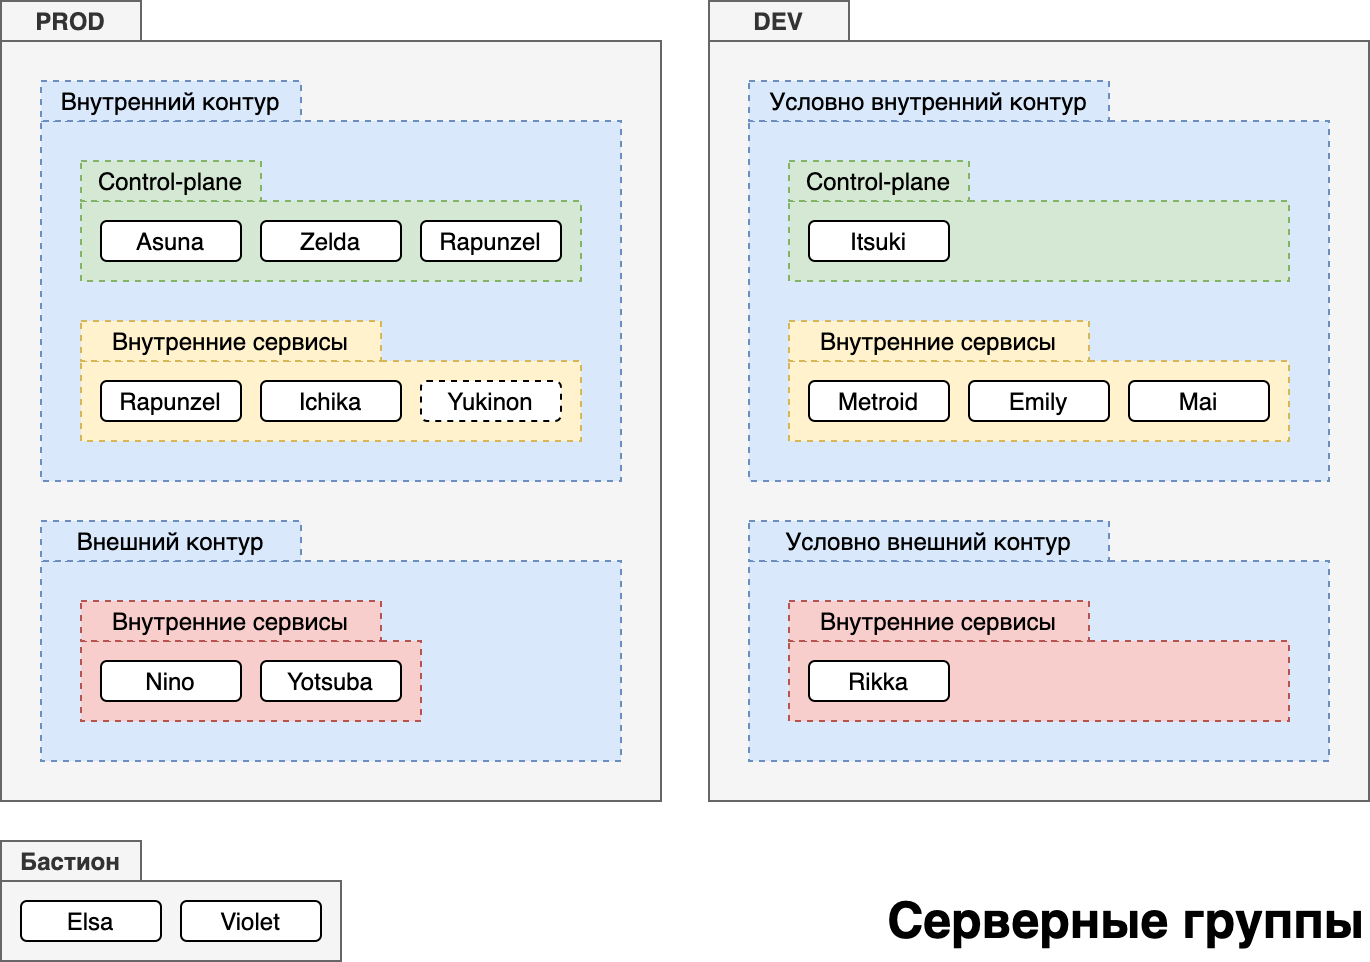 PROD
Внутренний контур
Control-plane
Asuna
Zelda
Rapunzel
Внутренние сервисы
Rapunzel
Ichika
Yukinon
Внешний контур
Внутренние сервисы
Nino
Yotsuba
DEV
Условно внутренний контур
Control-plane
Itsuki
Внутренние сервисы
Metroid
Emily
Mai
Условно внешний контур
Внутренние сервисы
Rikka
Бастион
Elsa
Violet
Серверные группы